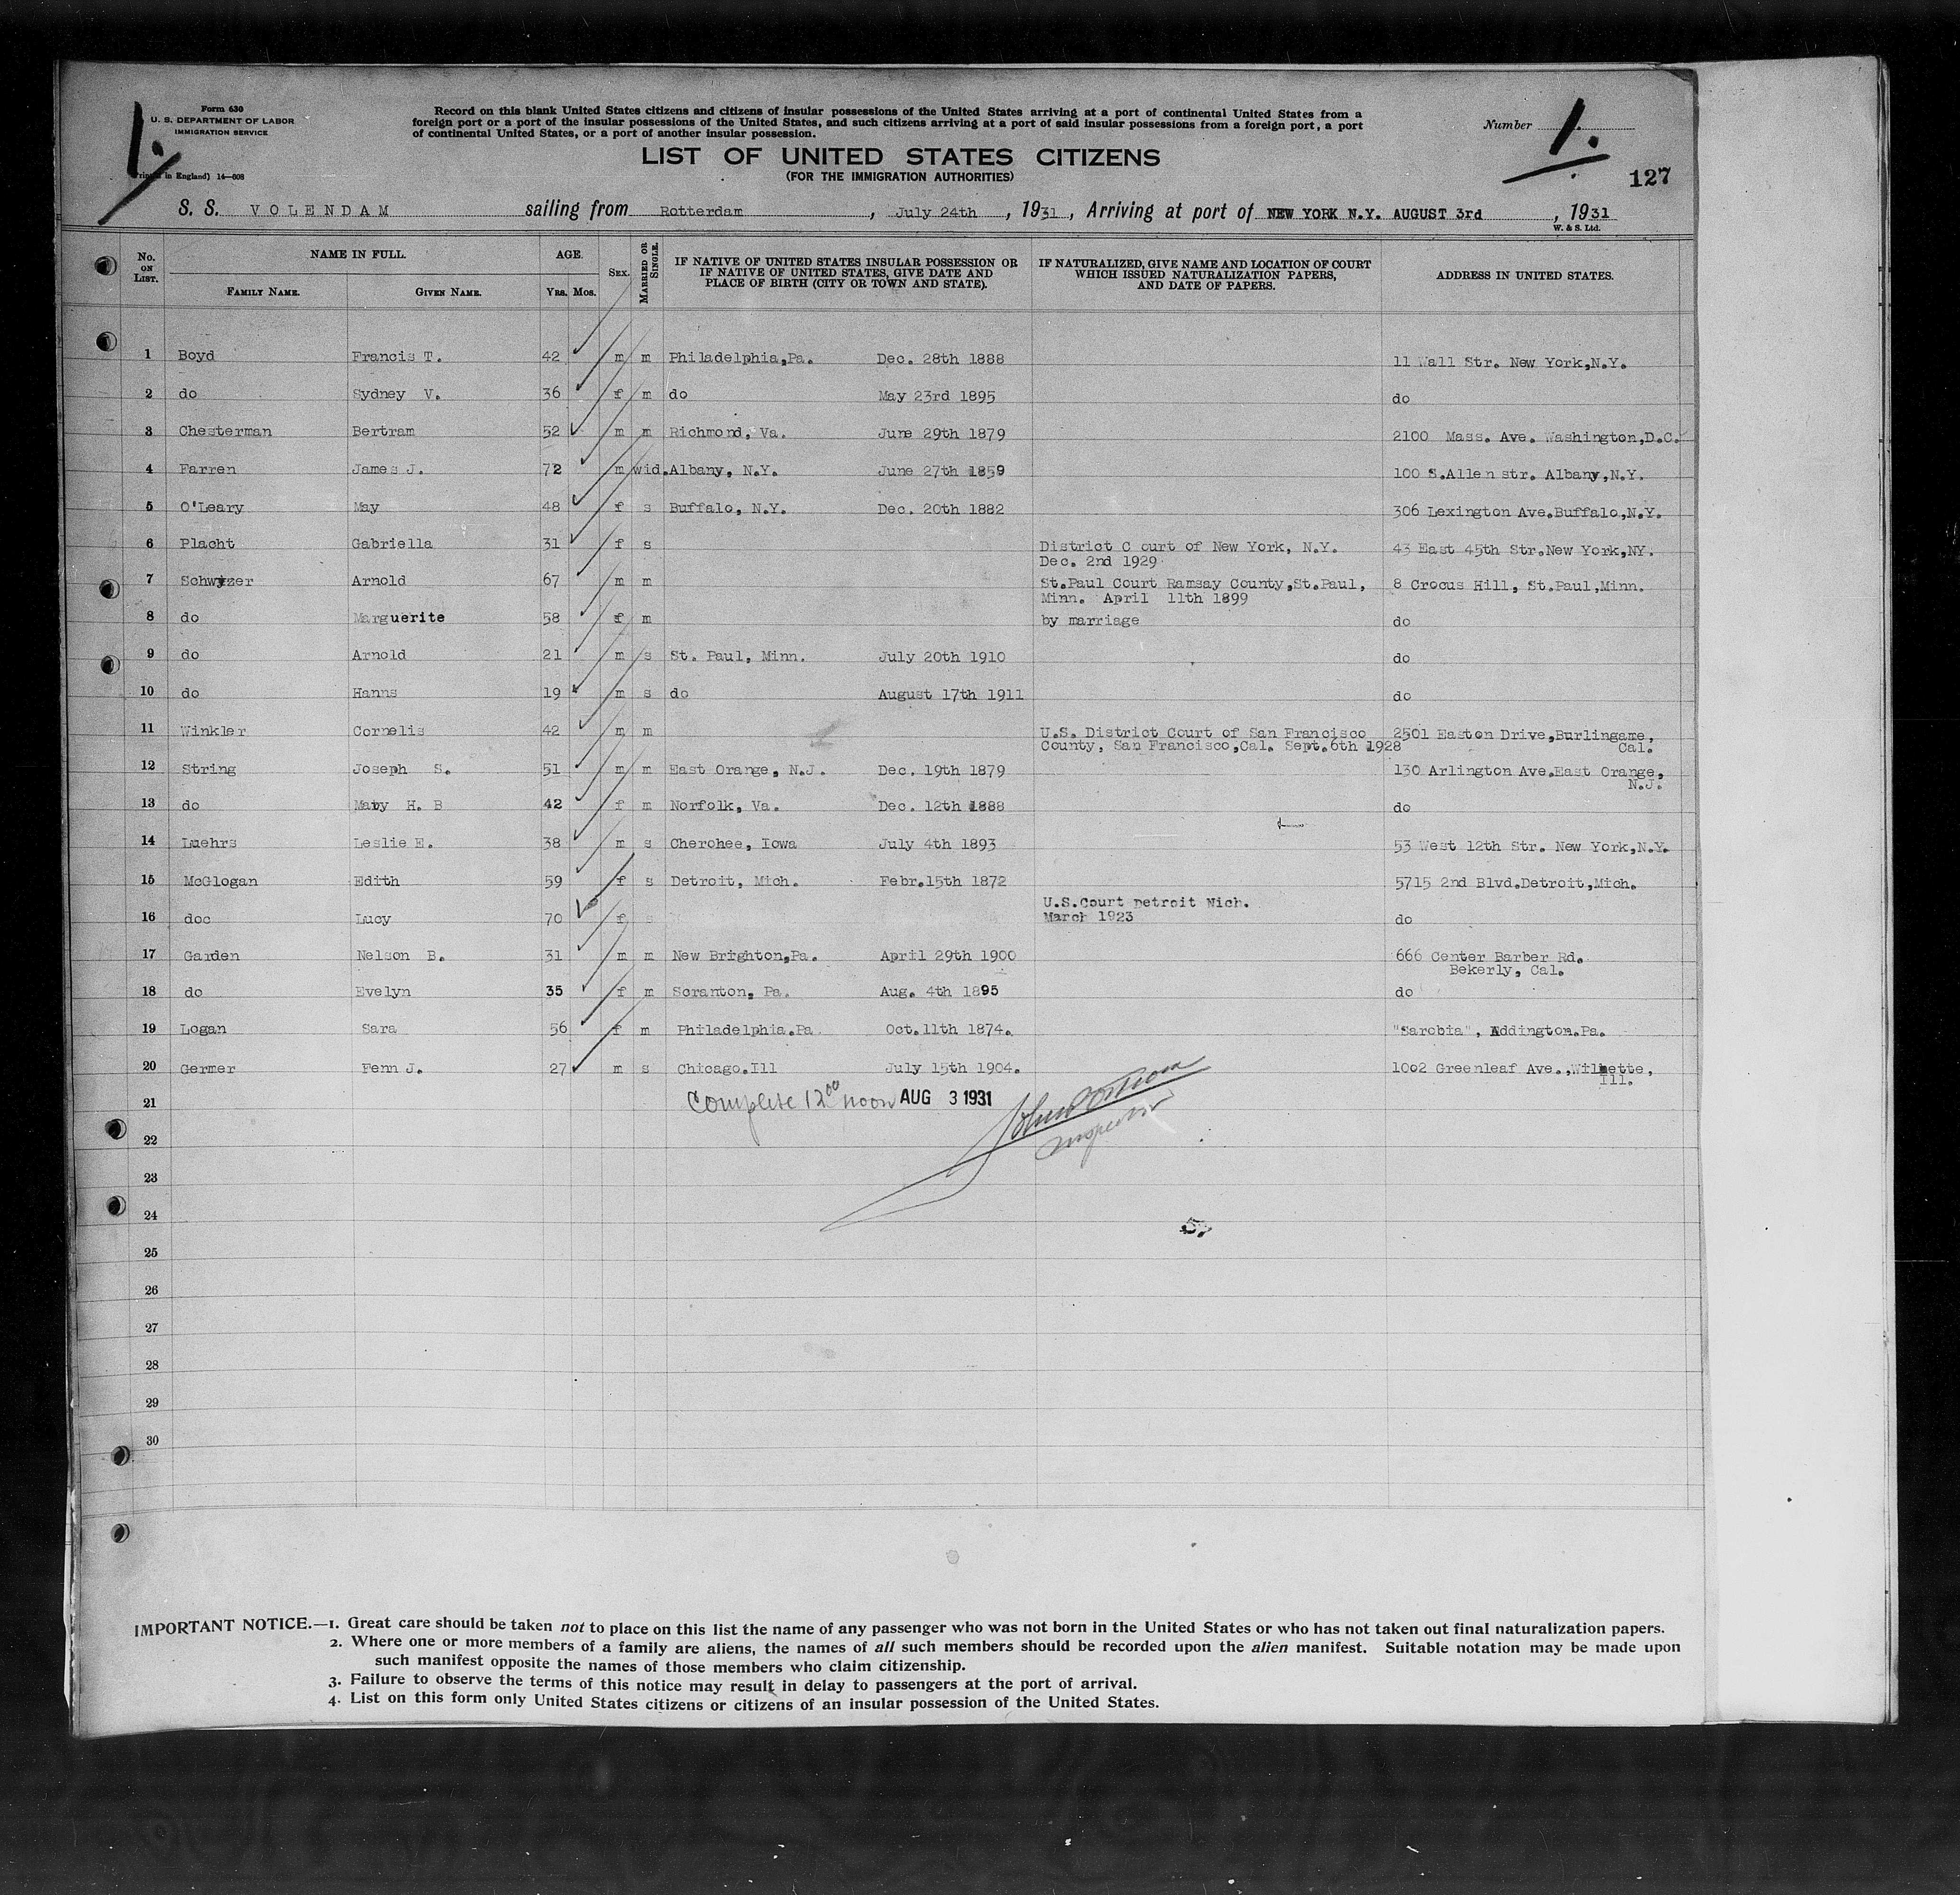 Form 630
U. S. DEPARTMENT OF LABOR
IMMIGRATION SERVICE
in England) 14—608
1.
Record on this blank United States citizens and citizens of insular possessions of the United States arriving at a port of continental United States from a
foreign port or a port of the insular possessions of the United States, and such citizens arriving at a port of said insular possessions from a foreign port, a port
of continental United States, or a port of another insular possession.
LIST OF UNITED STATES CITIZENS
(FOR THE IMMIGRATION AUTHORITIES)
Number 1.
127
S. S. VOLENDAM sailing from Rotterdam, July 24th, 1931, Arriving at port of NEW YORK N.Y. AUGUST 3rd, 1931
W. & S. Ltd.
No. ON LIST. NAME IN FULL. FAMILY NAME. GIVEN NAME. AGE. YRS. MOS. SEX. MARRIED OR SINGLE. IF NATIVE OF UNITED STATES INSULAR POSSESSION OR IF NATIVE OF UNITED STATES, GIVE DATE AND PLACE OF BIRTH (CITY OR TOWN AND STATE). IF NATURALIZED, GIVE NAME AND LOCATION OF COURT WHICH ISSUED NATURALIZATION PAPERS, AND DATE OF PAPERS. ADDRESS IN UNITED STATES.
1 Boyd Francis T. 42 m m Philadelphia,Pa. Dec. 28th 1888 11 Wall Str. New York,N.Y.
2 do Sydney V. 36 f m do May 23rd 1895 do
3 Chesterman Bertram 52 m m Richmond, Va. June 29th 1879 2100 Mass. Ave. Washington,D.C.
4 Farren James J. 72 m wid. Albany, N.Y. June 27th 1859 100 S.Allen str. Albany,N.Y.
5 O'Leary May 48 f s Buffalo, N.Y. Dec. 20th 1882 306 Lexington Ave.Buffalo,N.Y.
6 Placht Gabriella 31 f s District C ourt of New York, N.Y. 43 East 45th Str.New York,NY.
Dec. 2nd 1929
7 Schwyzer Arnold 67 m m St.Paul Court Ramsay County,St.Paul, 8 Crocus Hill, St.Paul,Minn.
Minn. April 11th 1899
8 do Marguerite 58 f m by marriage do
9 do Arnold 21 m s St. Paul, Minn. July 20th 1910 do
10 do Hanns 19 m s do August 17th 1911 do
11 Winkler Cornelis 42 m m U.S. District Court of San Francisco 2501 Easton Drive,Burlingame,
County, San Francisco,Cal. Sept.6th 1928 Cal.
12 String Joseph S. 51 m m East Orange, N.J. Dec. 19th 1879 130 Arlington Ave.East Orange,
N.J.
13 do Mary H. B 42 f m Norfolk, Va. Dec. 12th 1888 do
14 Luehrs Leslie E. 38 m s Cherohee, Iowa July 4th 1893 53 West 12th Str. New York,N.Y.
15 McGlogan Edith 59 f s Detroit, Mich. Febr.15th 1872 5715 2nd Blvd.Detroit,Mich.
U.S.Court Detroit Mich.
16 doc Lucy 70 f s March 1923 do
17 Garden Nelson B. 31 m m New Brighton,Pa. April 29th 1900 666 Center Barber Rd.
Bekerly, Cal.
18 do Evelyn 35 f m Scranton, Pa. Aug. 4th 1895 do
19 Logan Sara 56 f m Philadelphia.Pa Oct.11th 1874. "Sarobia", Eddington.Pa.
20 Germer Fenn J. 27 m s Chicago.Ill July 15th 1904. 1002 Greenleaf Ave.,Wilmette,
Ill.
21 Complete 12 00 noon AUG 3 1931
Inspector
22
23
24
25
26
27
28
29
30
IMPORTANT NOTICE.—1. Great care should be taken not to place on this list the name of any passenger who was not born in the United States or who has not taken out final naturalization papers.
2. Where one or more members of a family are aliens, the names of all such members should be recorded upon the alien manifest. Suitable notation may be made upon
such manifest opposite the names of those members who claim citizenship.
3. Failure to observe the terms of this notice may result in delay to passengers at the port of arrival.
4. List on this form only United States citizens or citizens of an insular possession of the United States.